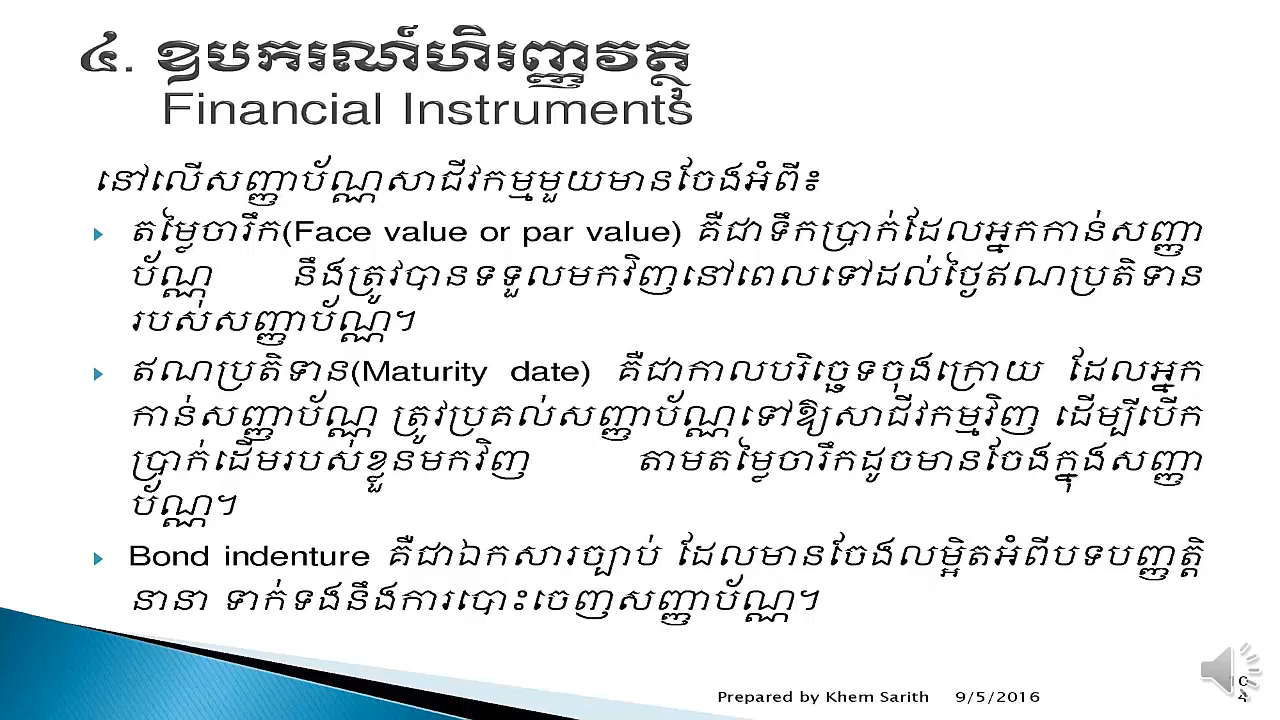 ៤. ឧបករណ៍ហិរញ្ញវត្ថុ
Financial Instruments
នៅលើសញ្ញាប័ណ្ណសាជីវកម្មមួយមានចែងអំពី៖
តម្លៃចារឹក(Face value or par value) គឺជាទឹកប្រាក់ដែលអ្នកកាន់សញ្ញា
ប័ណ្ណ នឹងត្រូវបានទទួលមកវិញនៅពេលទៅដល់ថ្ងៃឥណប្រតិទាន
របស់សញ្ញាប័ណ្ណ។
ឥណប្រតិទាន(Maturity date) គឺជាកាលបរិច្ឆេទចុងក្រោយ ដែលអ្នក
កាន់សញ្ញាប័ណ្ណ ត្រូវប្រគល់សញ្ញាប័ណ្ណទៅឱ្យសាជីវកម្មវិញ ដើម្បីបើក
ប្រាក់ដើមរបស់ខ្លួនមកវិញ តាមតម្លៃចារឹកដូចមានចែងក្នុងសញ្ញា
ប័ណ្ណ។
Bond indenture គឺជាឯកសារច្បាប់ ដែលមានចែងលម្អិតអំពីបទបញ្ញត្តិ
នានា ទាក់ទងនឹងការបោះចេញសញ្ញាប័ណ្ណ។
Prepared by Khem Sarith 9/5/2016
10
4